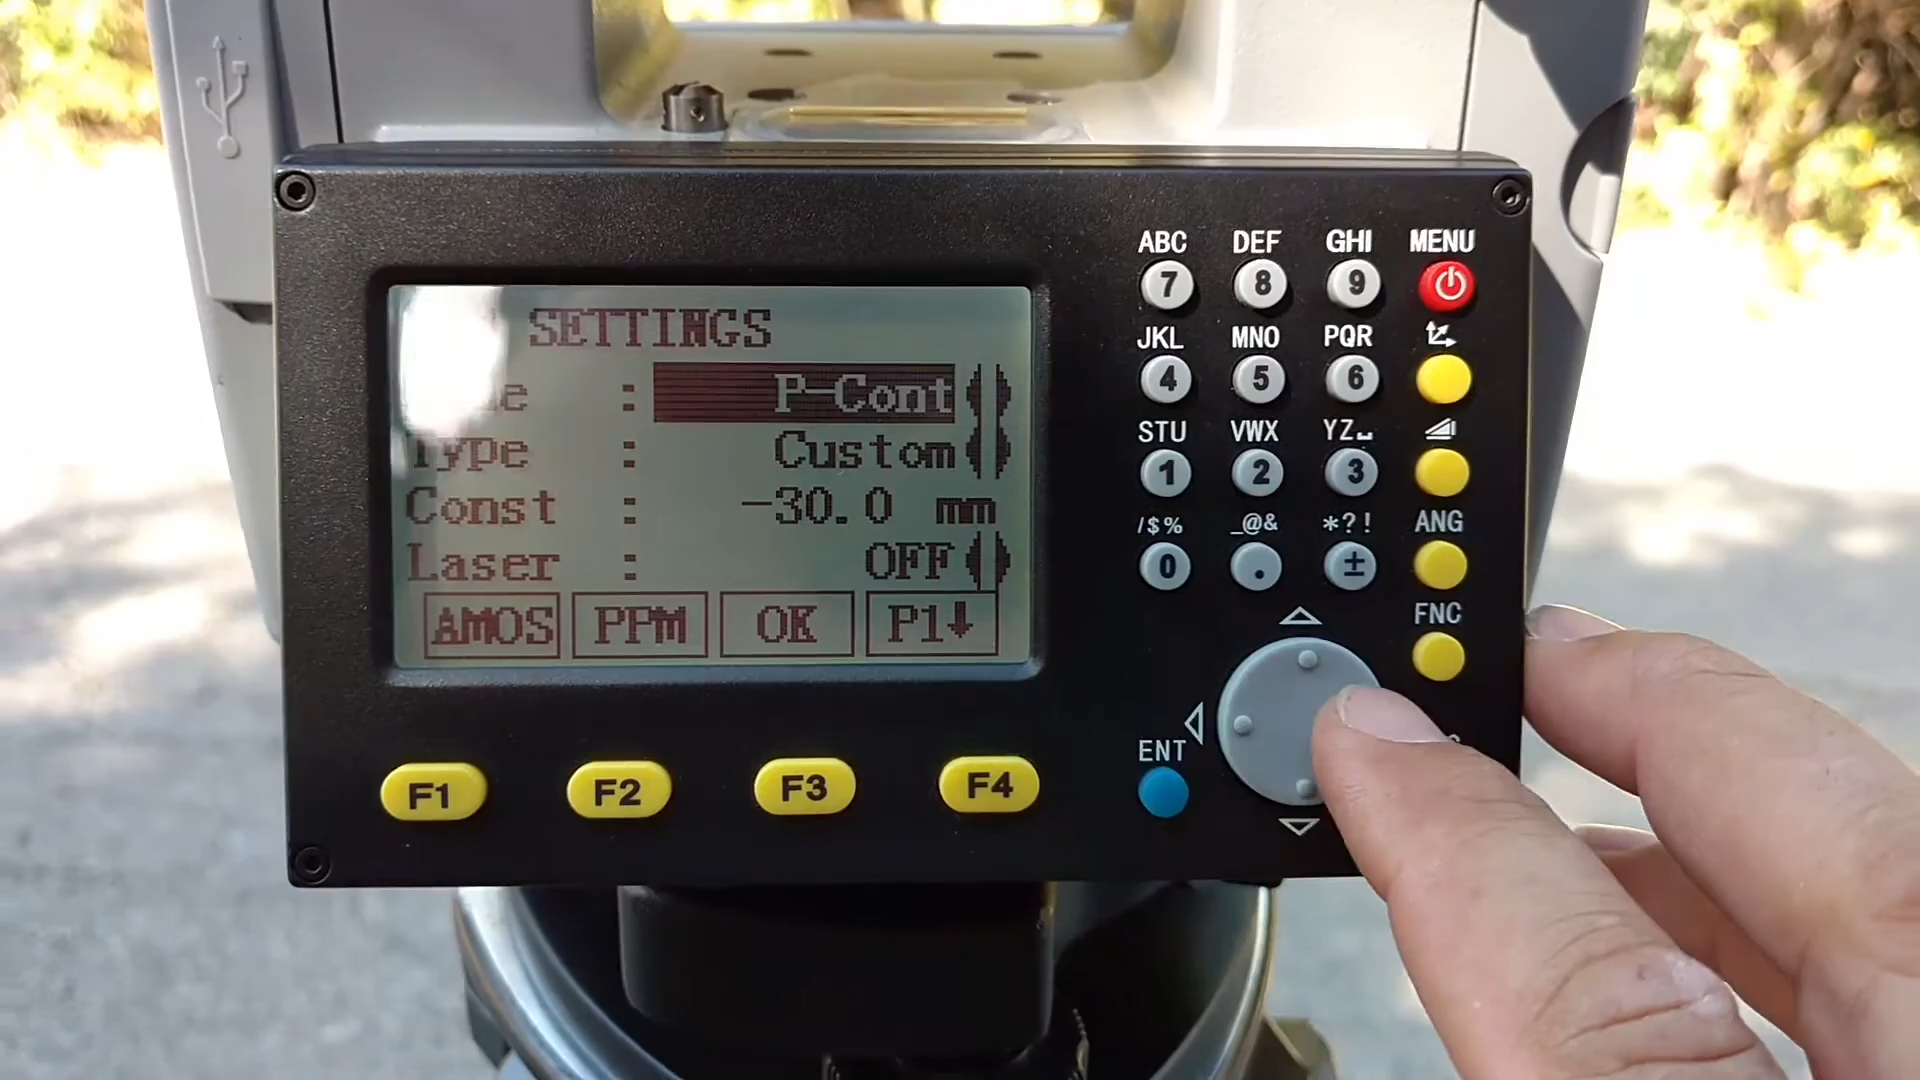 SETTINGS
: P-Cont
Type : Custom
Const : -30.0 mm
Laser : OFF
AMOS PPM OK P1↓
F1 F2 F3 F4
ABC DEF GHI MENU
7 8 9
JKL MNO PQR
4 5 6
STU VWX YZ␣
1 2 3
/$% _@& *?! ANG
0 . ±
FNC
ENT